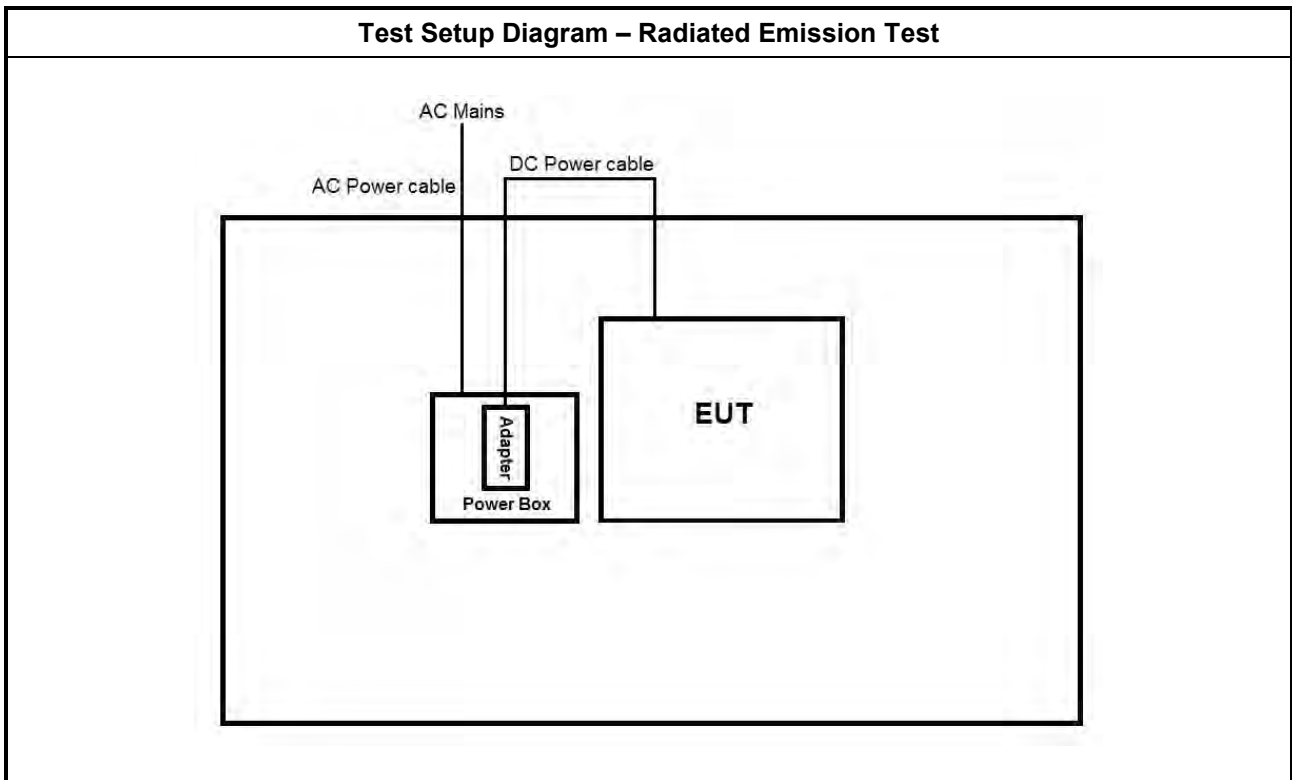 Test Setup Diagram – Radiated Emission Test
AC Mains
DC Power cable
AC Power cable
EUT
Adapter
Power Box